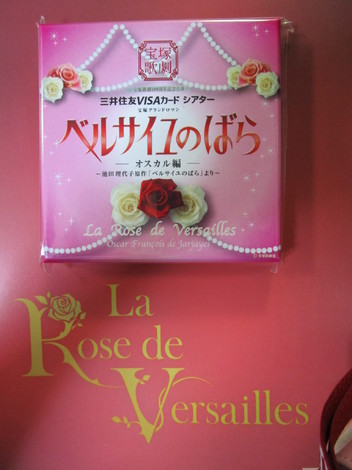 宝塚
歌劇
三井住友VISAカード シアター
宝塚グランドロマン
ベルサイユのばら
─ オスカル編 ─
～池田理代子原作「ベルサイユのばら」より～
La Rose de Versailles
Oscar François de Jarjayes
La
Rose de
Versailles